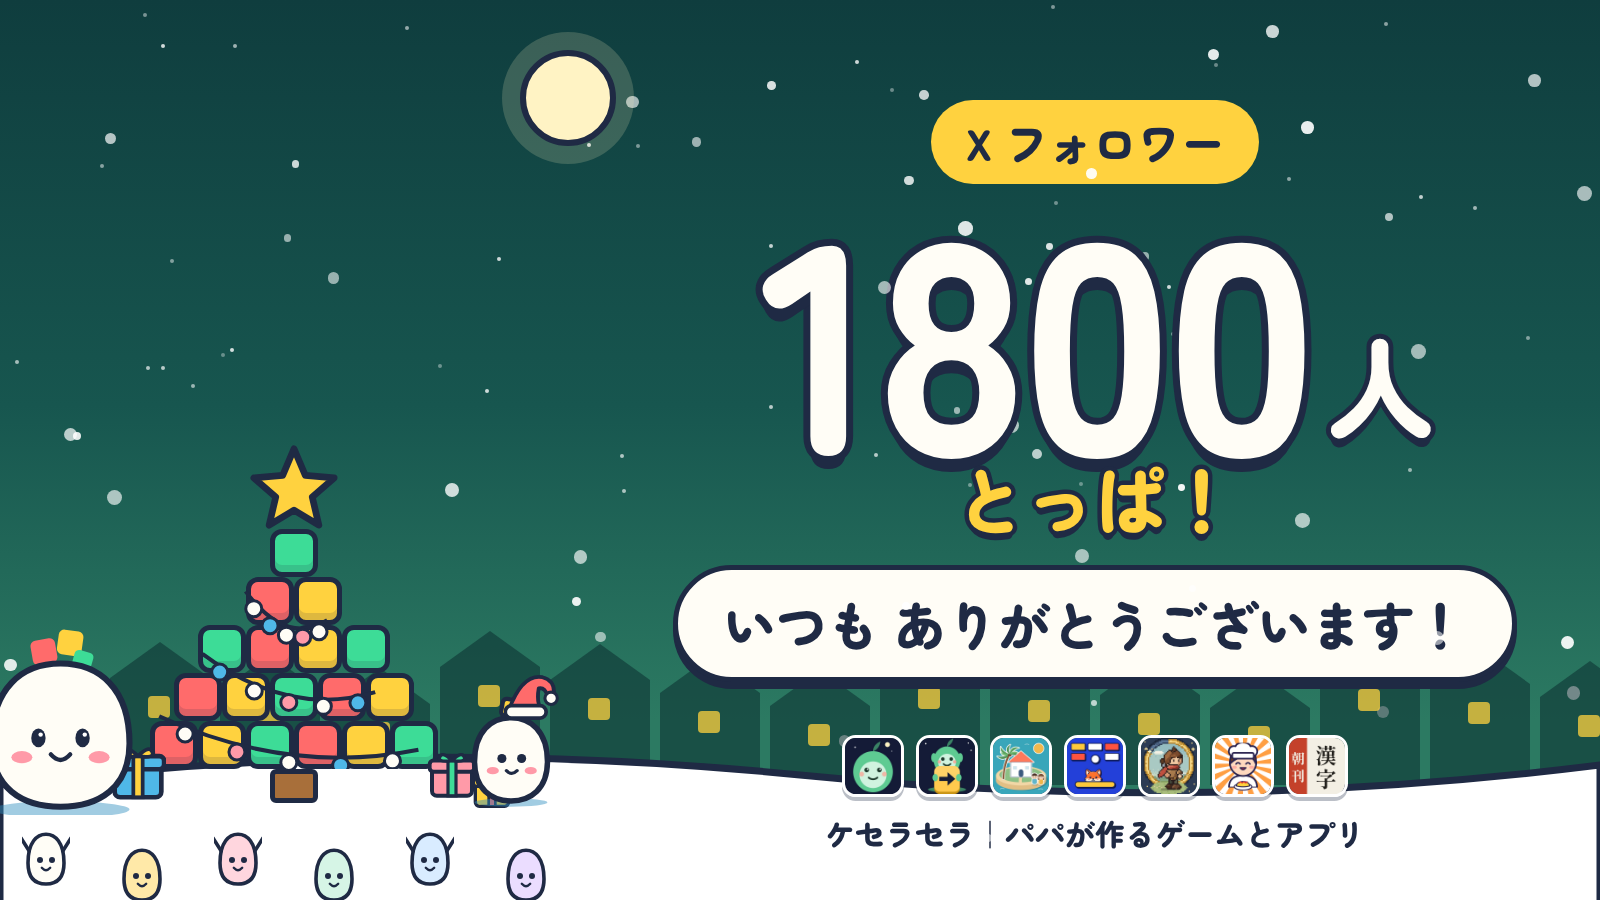 X フォロワー
1800人
とっぱ！
いつも ありがとうございます！
朝刊 漢字
ケセラセラ｜パパが作るゲームとアプリ